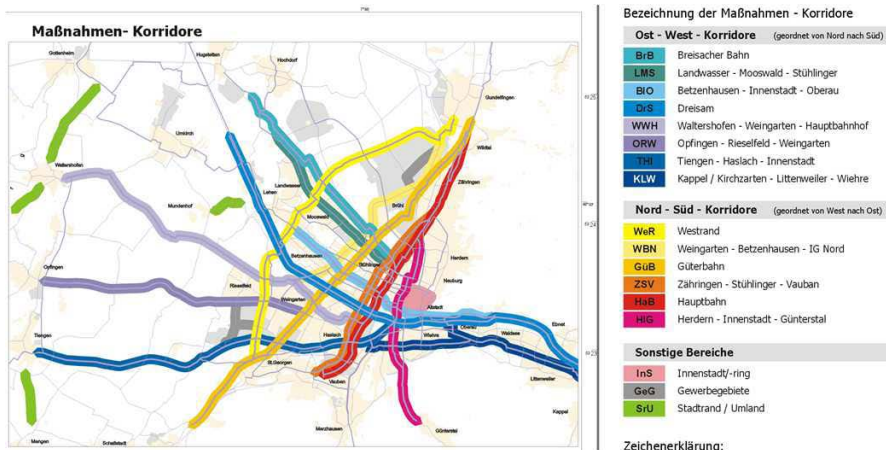 Maßnahmen- Korridore
Gottenheim
Hugstetten
Hochdorf
Gundelfingen
Umkirch
Wildtal
Waltershofen
Zähringen
Landwasser
Lehen
Mundenhof
Brühl
Mooswald
Betzenhausen
Herdern
Opfingen
Stühlinger
Neuburg
Rieselfeld
Weingarten
Altstadt
Tiengen
Haslach
Wiehre
Oberau
Waldsee
Ebnet
St.Georgen
Vauban
Littenweiler
Kappel
Mengen
Schallstadt
Merzhausen
Günterstal
Bezeichnung der Maßnahmen - Korridore
Ost - West - Korridore (geordnet von Nord nach Süd)
BrB Breisacher Bahn
LMS Landwasser - Mooswald - Stühlinger
BIO Betzenhausen - Innenstadt - Oberau
DrS Dreisam
WWH Waltershofen - Weingarten - Hauptbahnhof
ORW Opfingen - Rieselfeld - Weingarten
THI Tiengen - Haslach - Innenstadt
KLW Kappel / Kirchzarten - Littenweiler - Wiehre
Nord - Süd - Korridore (geordnet von West nach Ost)
WeR Westrand
WBN Weingarten - Betzenhausen - IG Nord
GüB Güterbahn
ZSV Zähringen - Stühlinger - Vauban
HaB Hauptbahn
HIG Herdern - Innenstadt - Günterstal
Sonstige Bereiche
InS Innenstadt/-ring
GeG Gewerbegebiete
SrU Stadtrand / Umland
Zeichenerklärung: